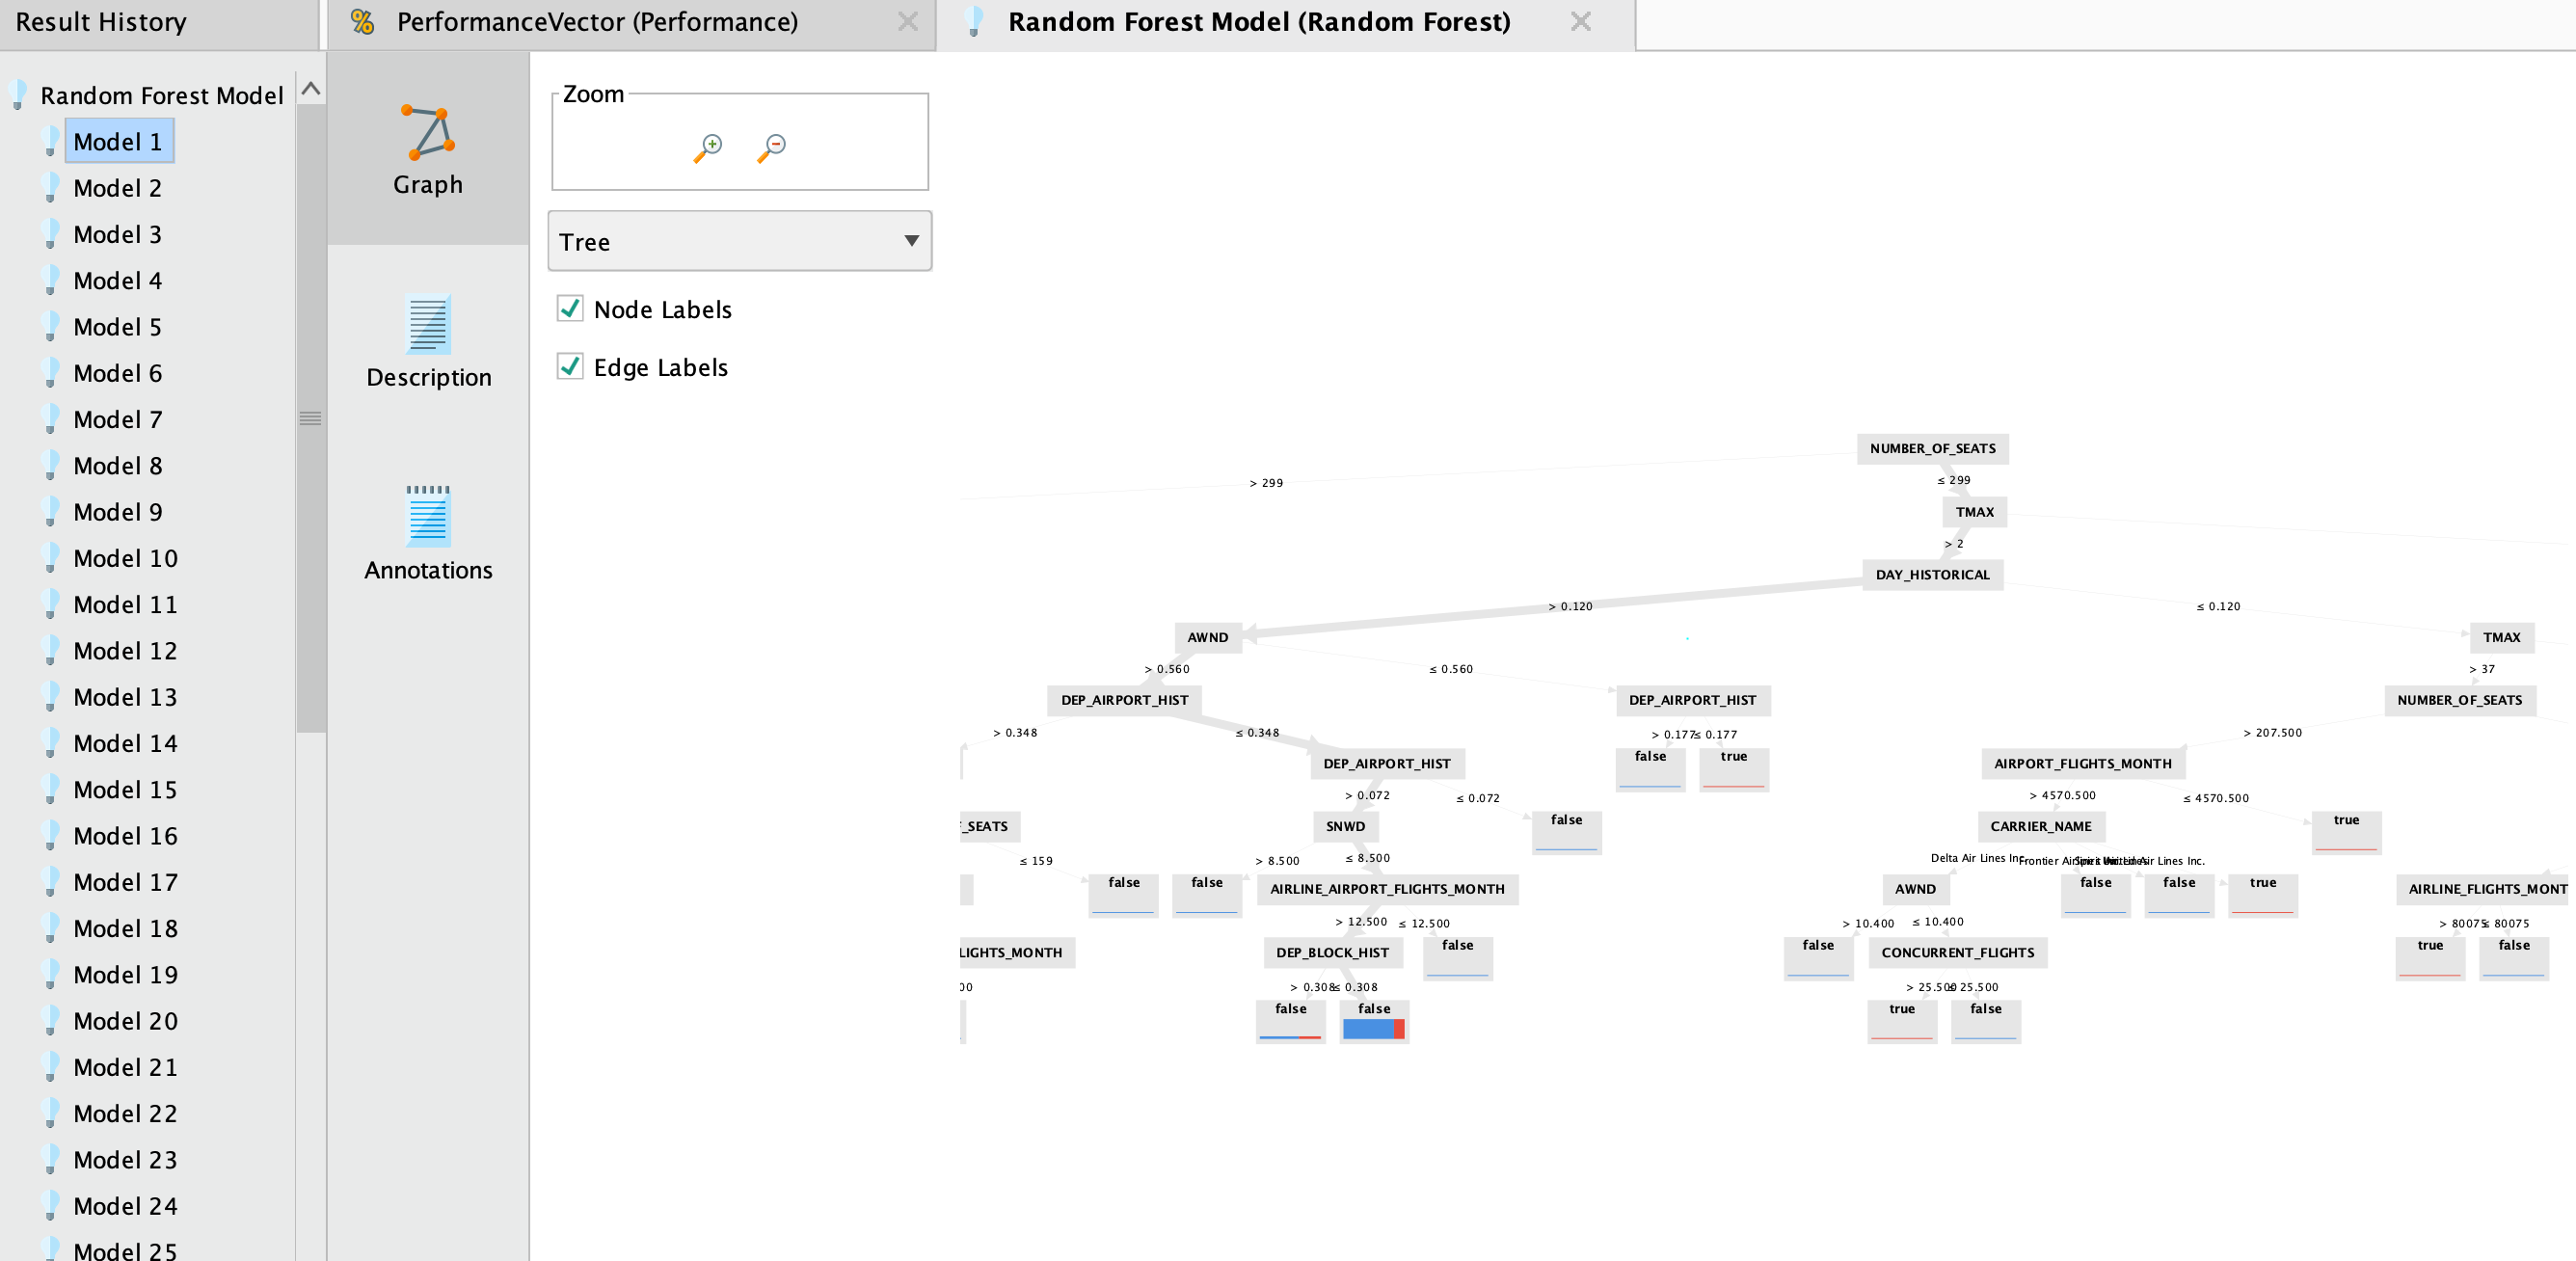 Result History
PerformanceVector (Performance)
Random Forest Model (Random Forest)
Random Forest Model
Model 1
Model 2
Model 3
Model 4
Model 5
Model 6
Model 7
Model 8
Model 9
Model 10
Model 11
Model 12
Model 13
Model 14
Model 15
Model 16
Model 17
Model 18
Model 19
Model 20
Model 21
Model 22
Model 23
Model 24
Model 25
Graph
Description
Annotations
Zoom
Tree
Node Labels
Edge Labels
NUMBER_OF_SEATS
> 299
≤ 299
TMAX
> 2
DAY_HISTORICAL
> 0.120
≤ 0.120
AWND
TMAX
> 0.560
≤ 0.560
> 37
DEP_AIRPORT_HIST
DEP_AIRPORT_HIST
NUMBER_OF_SEATS
> 0.348
≤ 0.348
> 0.177
≤ 0.177
> 207.500
DEP_AIRPORT_HIST
false
true
AIRPORT_FLIGHTS_MONTH
> 0.072
≤ 0.072
> 4570.500
≤ 4570.500
F_SEATS
SNWD
false
CARRIER_NAME
true
≤ 159
> 8.500
≤ 8.500
Delta Air Lines Inc.
Frontier Airlines Inc.
Spirit Air Lines
United Air Lines Inc.
false
false
AIRLINE_AIRPORT_FLIGHTS_MONTH
AWND
false
false
true
AIRLINE_FLIGHTS_MONT
> 12.500
≤ 12.500
> 10.400
≤ 10.400
> 80075
≤ 80075
LIGHTS_MONTH
DEP_BLOCK_HIST
false
false
CONCURRENT_FLIGHTS
true
false
00
> 0.308
≤ 0.308
> 25.500
≤ 25.500
false
false
true
false